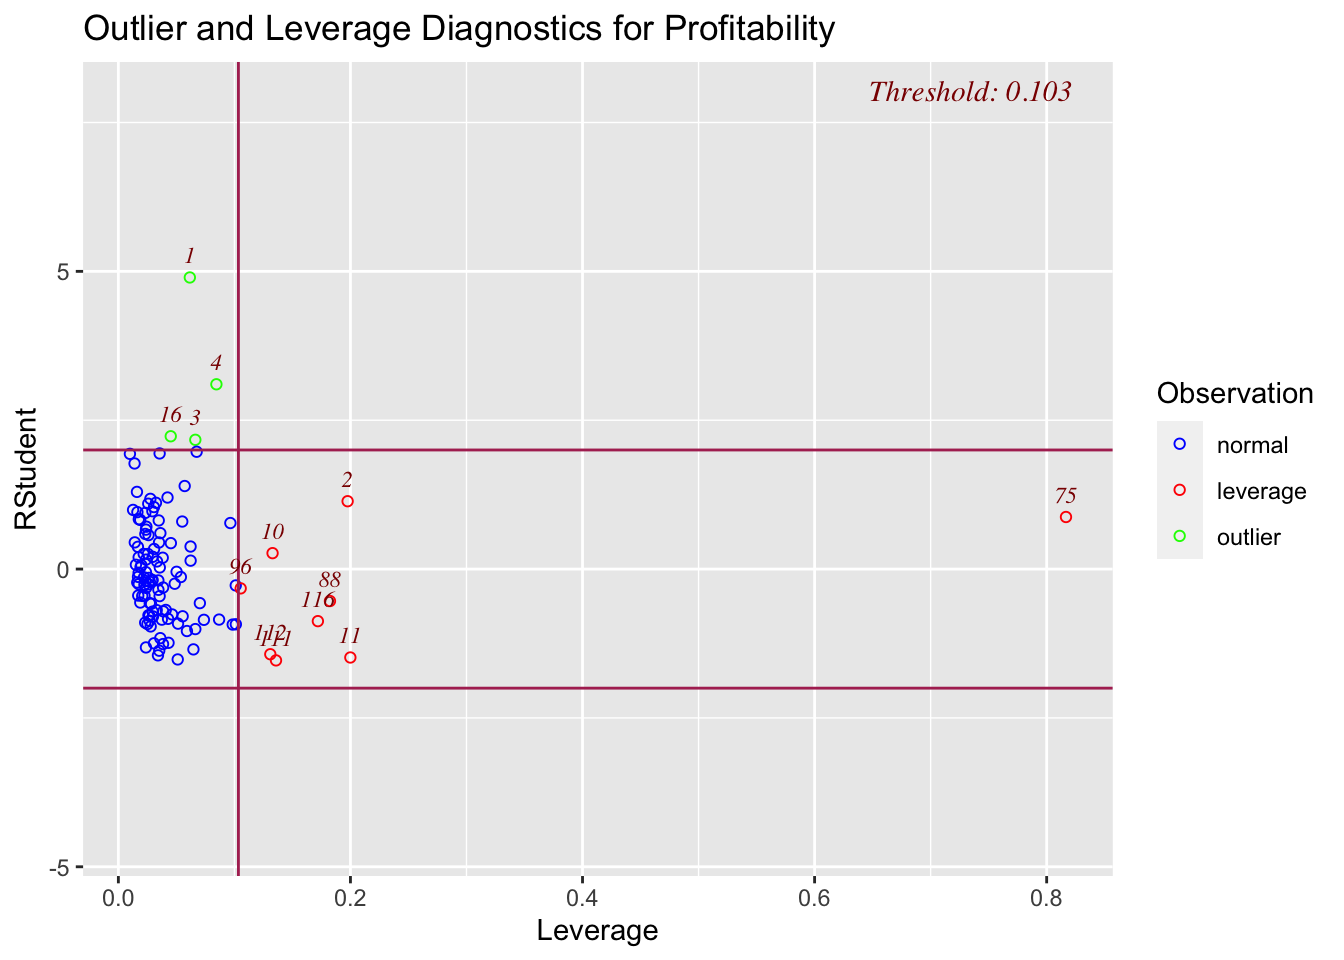 Outlier and Leverage Diagnostics for Profitability
Threshold: 0.103
1
4
16
3
2
75
10
96
88
116
112
111
11
5
0
-5
RStudent
0.0
0.2
0.4
0.6
0.8
Leverage
Observation
normal
leverage
outlier